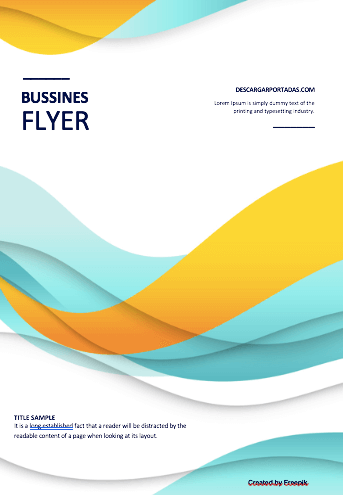 BUSSINES
FLYER
DESCARGARPORTADAS.COM
Lorem Ipsum is simply dummy text of the
printing and typesetting industry.
TITLE SAMPLE
It is a long established fact that a reader will be distracted by the
readable content of a page when looking at its layout.
Created by Freepik